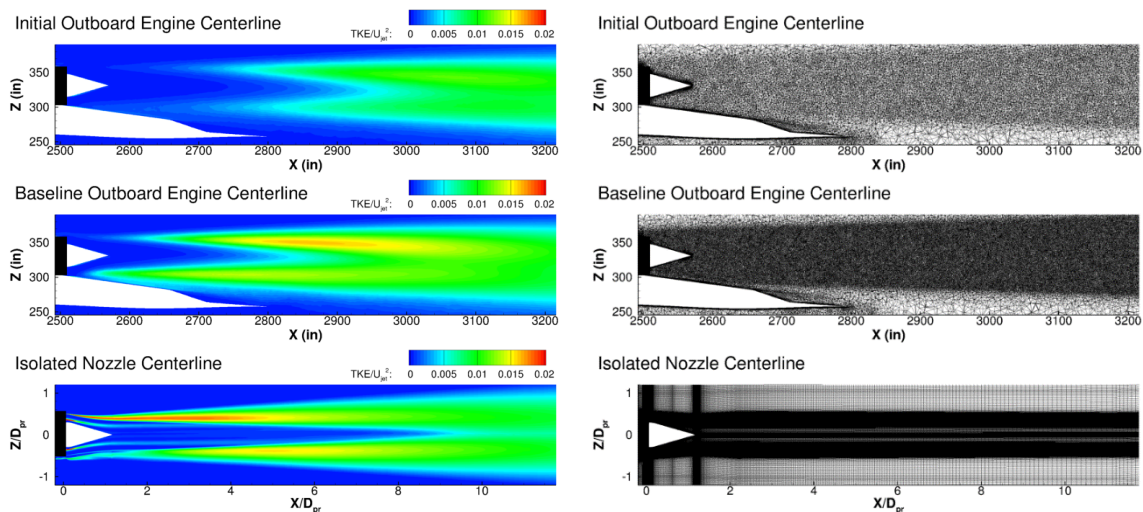 Initial Outboard Engine Centerline
TKE/U_jet^2: 0 0.005 0.01 0.015 0.02
Z (in)
350
300
250
2500 2600 2700 2800 2900 3000 3100 3200
X (in)
Initial Outboard Engine Centerline
Z (in)
350
300
250
2500 2600 2700 2800 2900 3000 3100 3200
X (in)
Baseline Outboard Engine Centerline
TKE/U_jet^2: 0 0.005 0.01 0.015 0.02
Z (in)
350
300
250
2500 2600 2700 2800 2900 3000 3100 3200
X (in)
Baseline Outboard Engine Centerline
Z (in)
350
300
250
2500 2600 2700 2800 2900 3000 3100 3200
X (in)
Isolated Nozzle Centerline
TKE/U_jet^2: 0 0.005 0.01 0.015 0.02
Z/D_pr
1
0
-1
0 2 4 6 8 10
X/D_pr
Isolated Nozzle Centerline
Z/D_pr
1
0
-1
0 2 4 6 8 10
X/D_pr